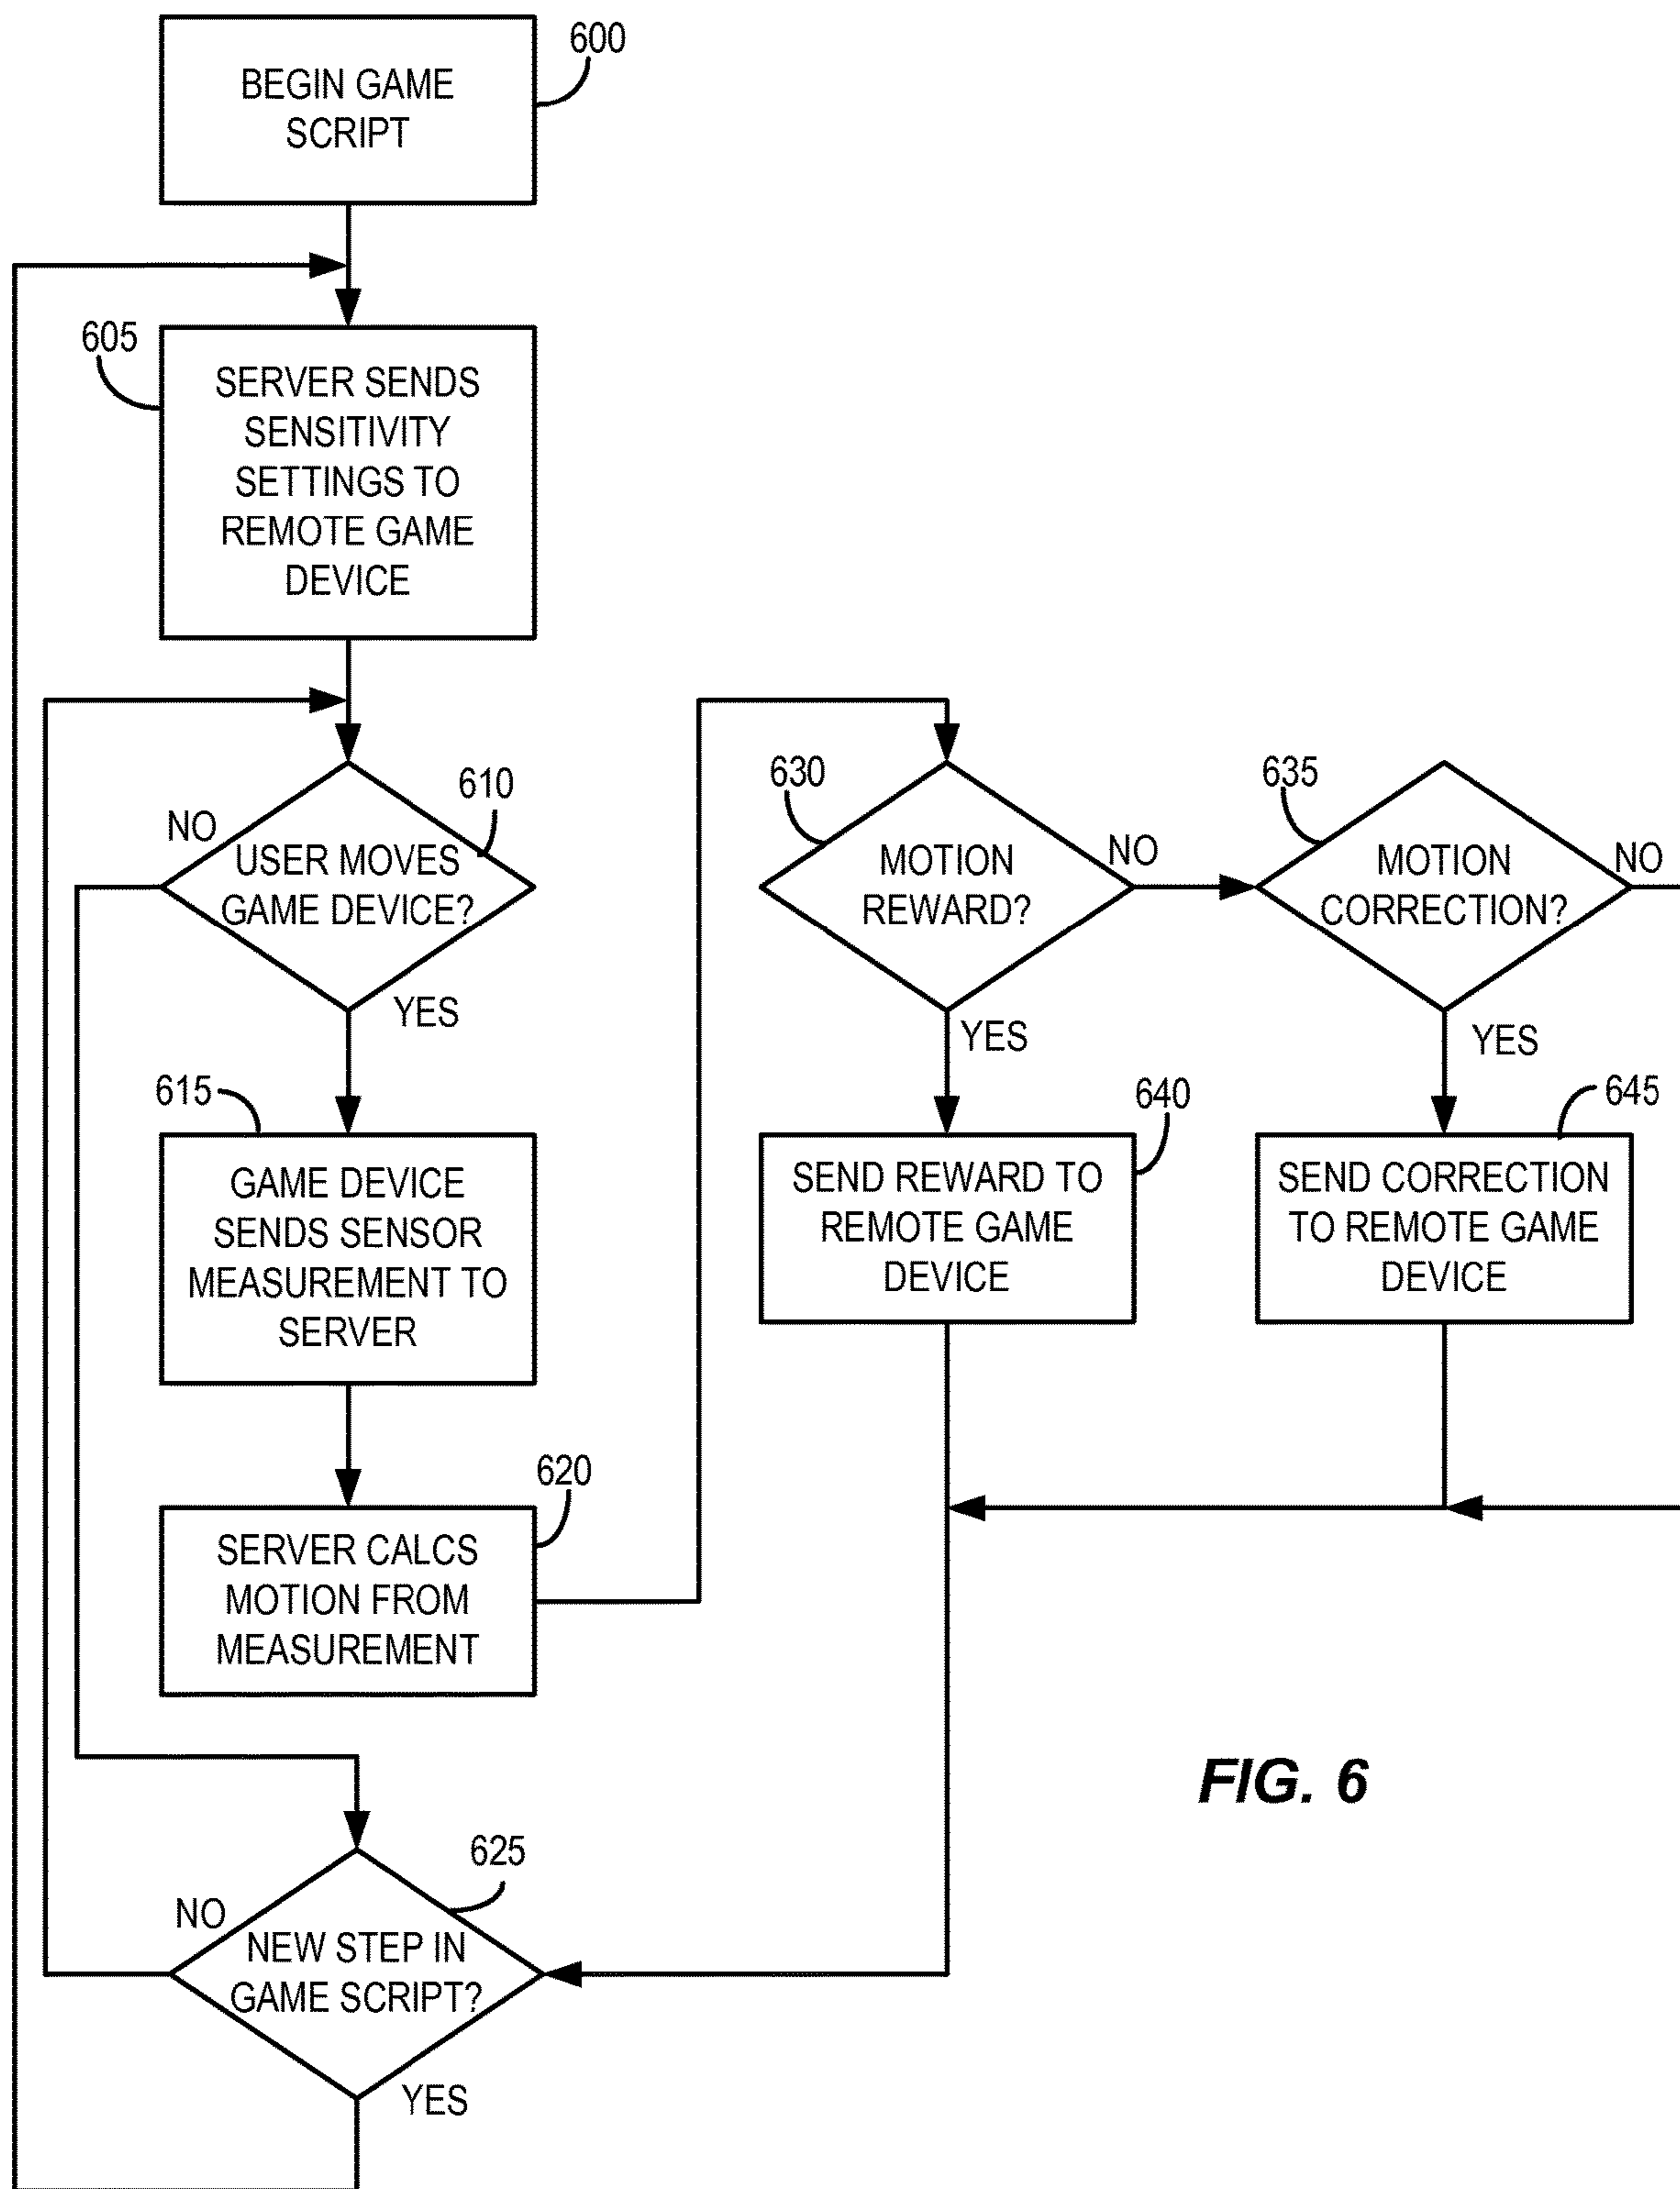 600
BEGIN GAME
SCRIPT
605
SERVER SENDS
SENSITIVITY
SETTINGS TO
REMOTE GAME
DEVICE
610
NO
USER MOVES
GAME DEVICE?
YES
615
GAME DEVICE
SENDS SENSOR
MEASUREMENT TO
SERVER
620
SERVER CALCS
MOTION FROM
MEASUREMENT
625
NO
NEW STEP IN
GAME SCRIPT?
YES
630
MOTION
REWARD?
NO
YES
635
MOTION
CORRECTION?
NO
YES
640
SEND REWARD TO
REMOTE GAME
DEVICE
645
SEND CORRECTION
TO REMOTE GAME
DEVICE
FIG. 6